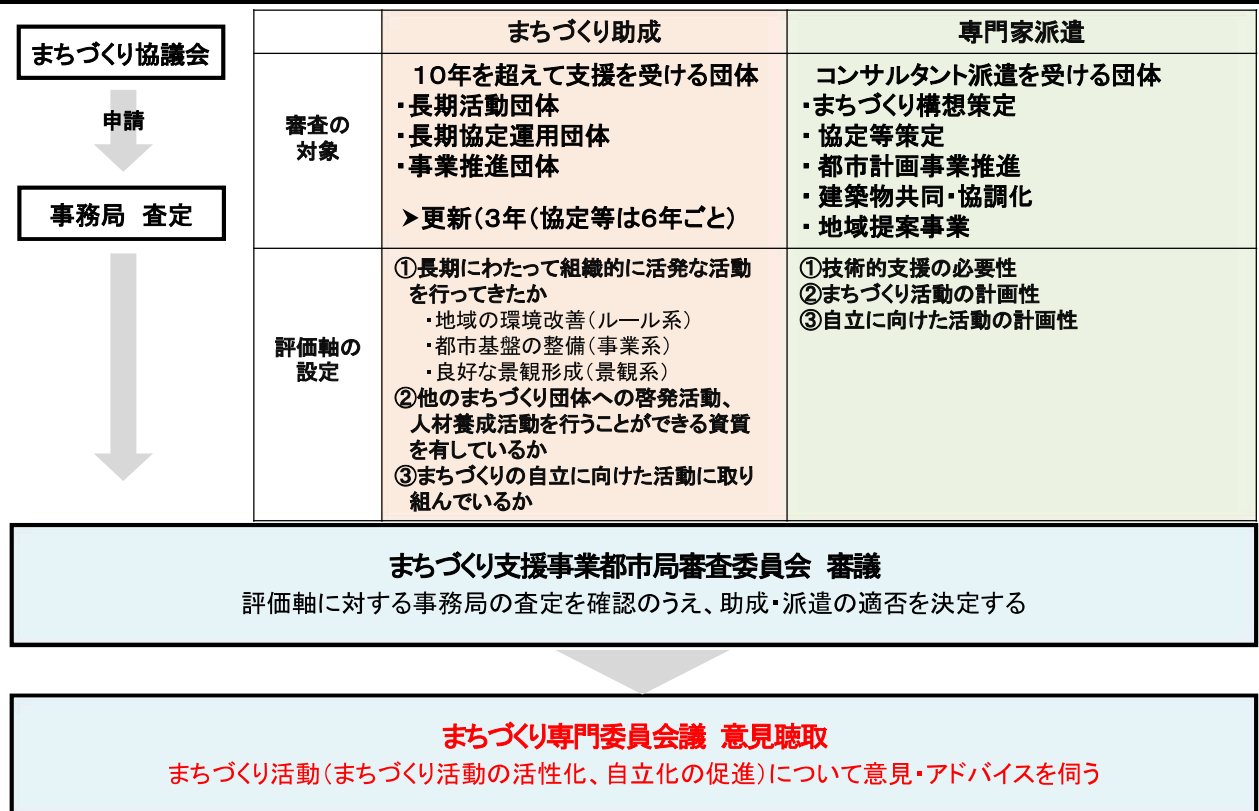 まちづくり協議会
申請
事務局 査定
まちづくり助成
専門家派遣
審査の
対象
10年を超えて支援を受ける団体
・長期活動団体
・長期協定運用団体
・事業推進団体
➤更新(3年(協定等は6年ごと)
コンサルタント派遣を受ける団体
・まちづくり構想策定
・協定等策定
・都市計画事業推進
・建築物共同・協調化
・地域提案事業
評価軸の
設定
①長期にわたって組織的に活発な活動
を行ってきたか
・地域の環境改善(ルール系)
・都市基盤の整備(事業系)
・良好な景観形成(景観系)
②他のまちづくり団体への啓発活動、
人材養成活動を行うことができる資質
を有しているか
③まちづくりの自立に向けた活動に取り
組んでいるか
①技術的支援の必要性
②まちづくり活動の計画性
③自立に向けた活動の計画性
まちづくり支援事業都市局審査委員会 審議
評価軸に対する事務局の査定を確認のうえ、助成・派遣の適否を決定する
まちづくり専門委員会議 意見聴取
まちづくり活動(まちづくり活動の活性化、自立化の促進)について意見・アドバイスを伺う